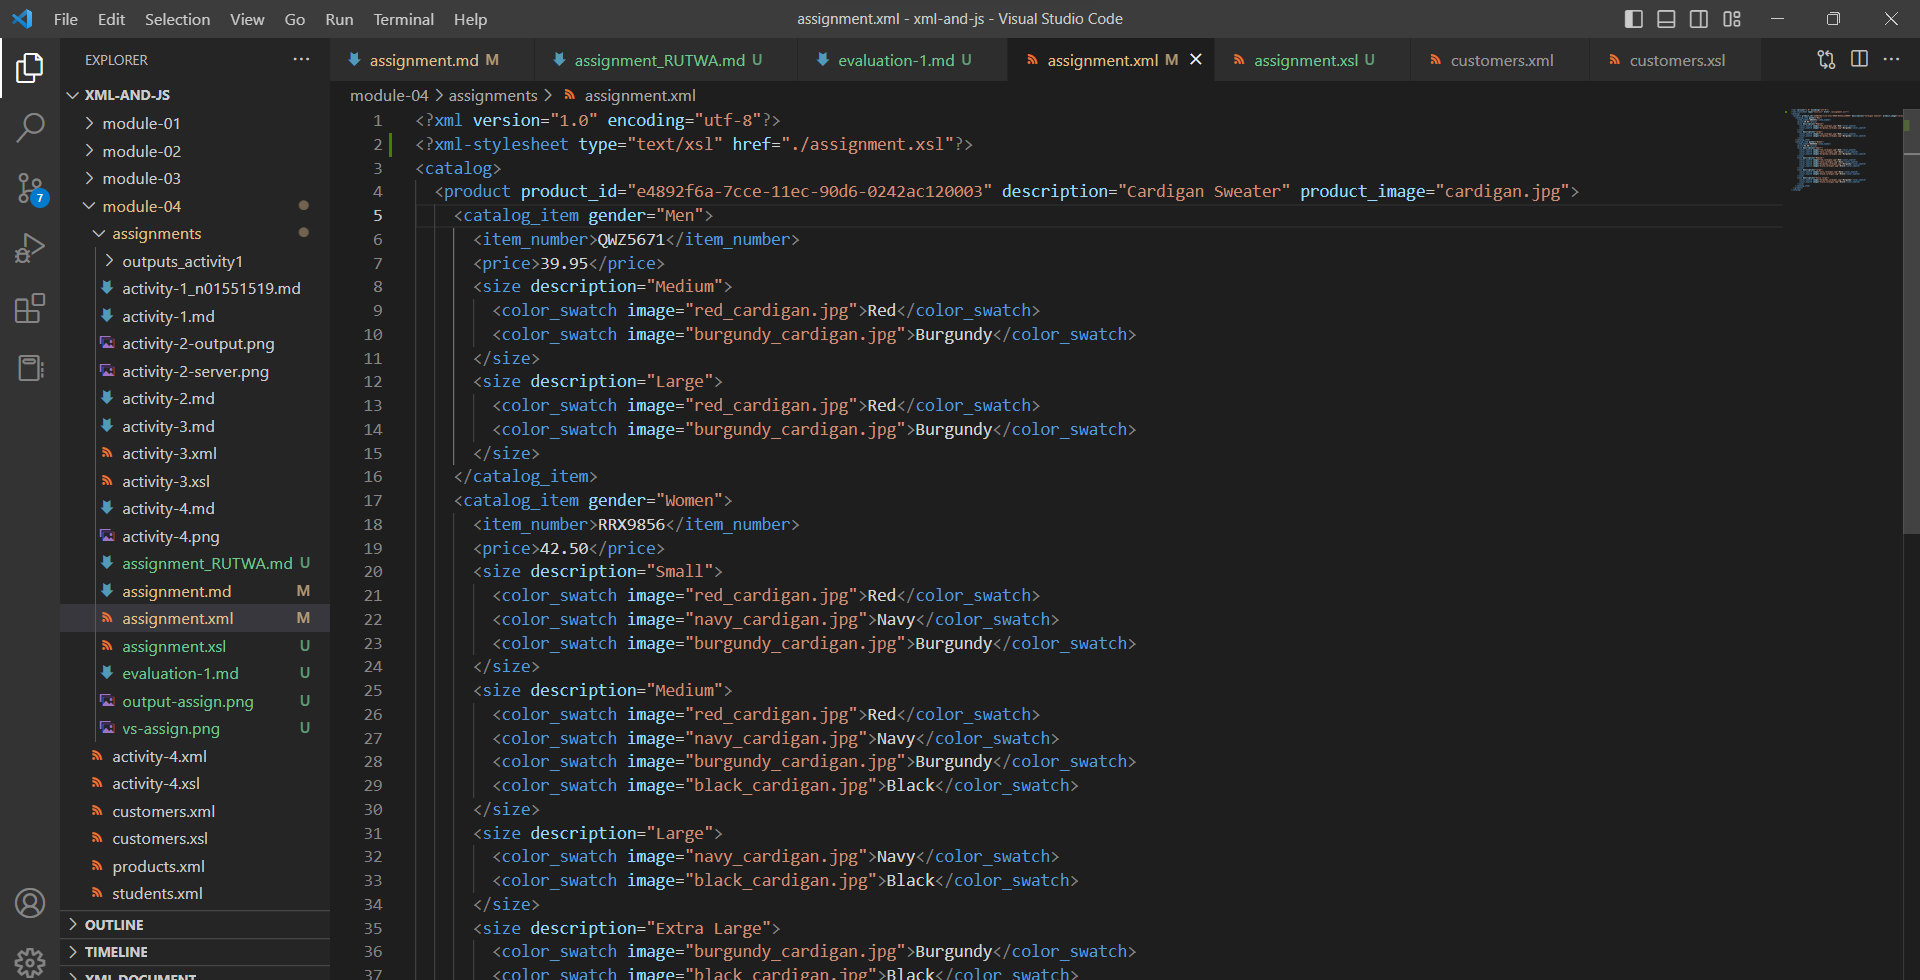 File Edit Selection View Go Run Terminal Help
assignment.xml - xml-and-js - Visual Studio Code
EXPLORER
XML-AND-JS
module-01
module-02
module-03
7
module-04
assignments
outputs_activity1
activity-1_n01551519.md
activity-1.md
activity-2-output.png
activity-2-server.png
activity-2.md
activity-3.md
activity-3.xml
activity-3.xsl
activity-4.md
activity-4.png
assignment_RUTWA.md U
assignment.md M
assignment.xml M
assignment.xsl U
evaluation-1.md U
output-assign.png U
vs-assign.png U
activity-4.xml
activity-4.xsl
customers.xml
customers.xsl
products.xml
students.xml
OUTLINE
TIMELINE
XML DOCUMENT
assignment.md M assignment_RUTWA.md U evaluation-1.md U assignment.xml M assignment.xsl U customers.xml customers.xsl
module-04 > assignments > assignment.xml
1 <?xml version="1.0" encoding="utf-8"?>
2 <?xml-stylesheet type="text/xsl" href="./assignment.xsl"?>
3 <catalog>
4 <product product_id="e4892f6a-7cce-11ec-90d6-0242ac120003" description="Cardigan Sweater" product_image="cardigan.jpg">
5 <catalog_item gender="Men">
6 <item_number>QWZ5671</item_number>
7 <price>39.95</price>
8 <size description="Medium">
9 <color_swatch image="red_cardigan.jpg">Red</color_swatch>
10 <color_swatch image="burgundy_cardigan.jpg">Burgundy</color_swatch>
11 </size>
12 <size description="Large">
13 <color_swatch image="red_cardigan.jpg">Red</color_swatch>
14 <color_swatch image="burgundy_cardigan.jpg">Burgundy</color_swatch>
15 </size>
16 </catalog_item>
17 <catalog_item gender="Women">
18 <item_number>RRX9856</item_number>
19 <price>42.50</price>
20 <size description="Small">
21 <color_swatch image="red_cardigan.jpg">Red</color_swatch>
22 <color_swatch image="navy_cardigan.jpg">Navy</color_swatch>
23 <color_swatch image="burgundy_cardigan.jpg">Burgundy</color_swatch>
24 </size>
25 <size description="Medium">
26 <color_swatch image="red_cardigan.jpg">Red</color_swatch>
27 <color_swatch image="navy_cardigan.jpg">Navy</color_swatch>
28 <color_swatch image="burgundy_cardigan.jpg">Burgundy</color_swatch>
29 <color_swatch image="black_cardigan.jpg">Black</color_swatch>
30 </size>
31 <size description="Large">
32 <color_swatch image="navy_cardigan.jpg">Navy</color_swatch>
33 <color_swatch image="black_cardigan.jpg">Black</color_swatch>
34 </size>
35 <size description="Extra Large">
36 <color_swatch image="burgundy_cardigan.jpg">Burgundy</color_swatch>
37 <color_swatch image="black_cardigan.jpg">Black</color_swatch>